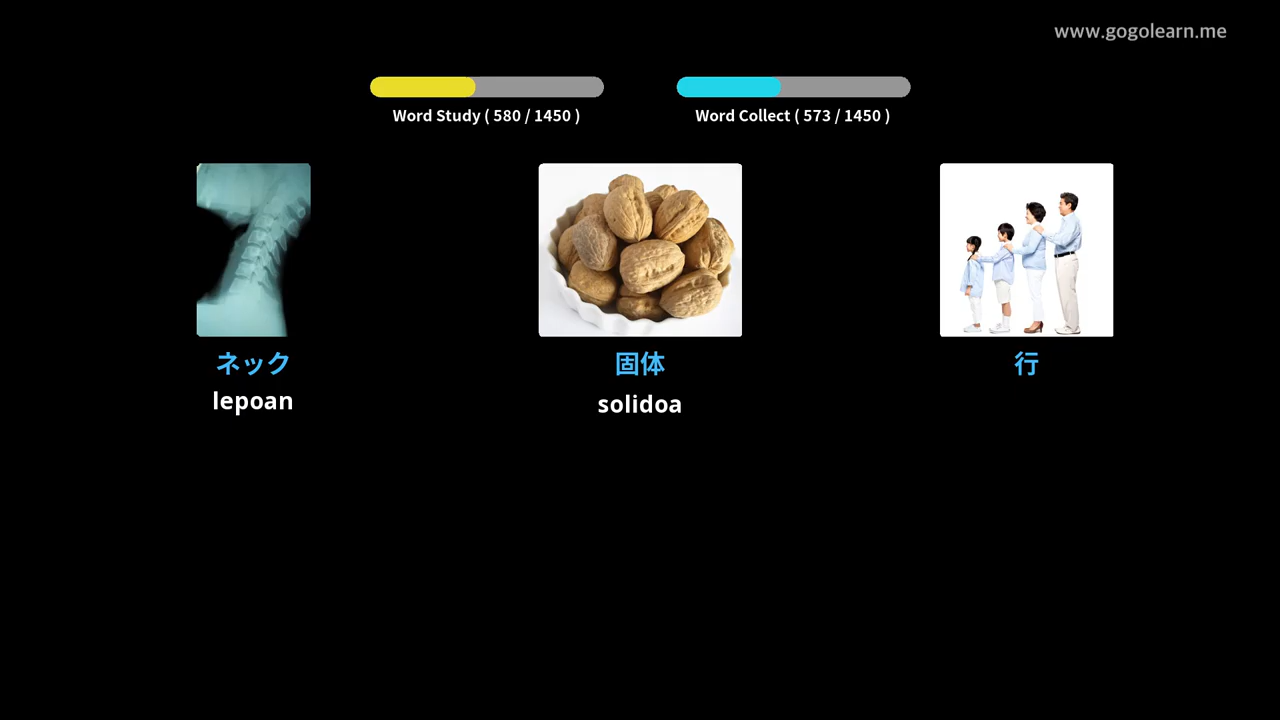 www.gogolearn.me
Word Study ( 580 / 1450 )
Word Collect ( 573 / 1450 )
ネック
固体
行
lepoan
solidoa